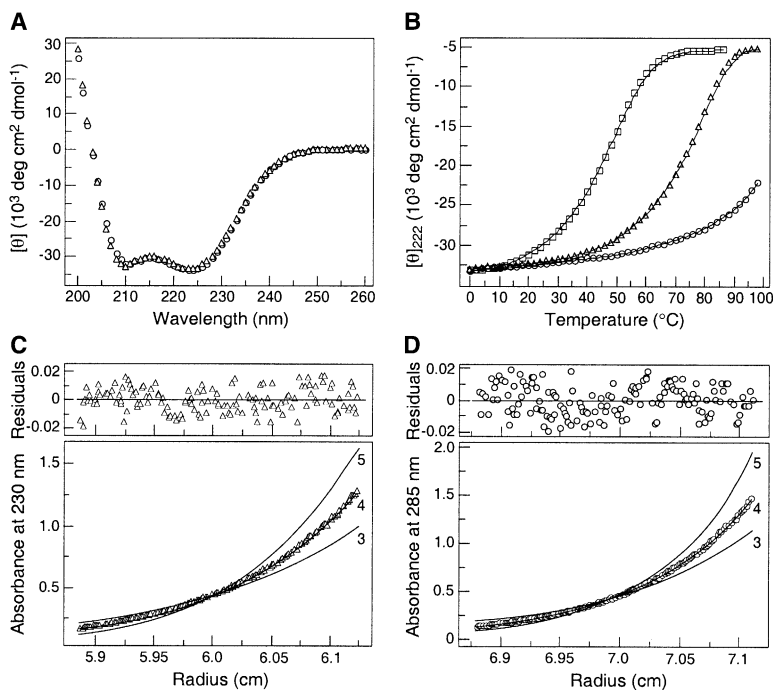 A
[θ] (10³ deg cm² dmol⁻¹)
30
20
10
0
-10
-20
-30
200 210 220 230 240 250 260
Wavelength (nm)
B
[θ]₂₂₂ (10³ deg cm² dmol⁻¹)
-5
-10
-15
-20
-25
-30
0 10 20 30 40 50 60 70 80 90 100
Temperature (°C)
C
Residuals
0.02
0
-0.02
Absorbance at 230 nm
1.5
1.0
0.5
5
4
3
5.9 5.95 6.0 6.05 6.1
Radius (cm)
D
Residuals
0.02
0
-0.02
Absorbance at 285 nm
2.0
1.5
1.0
0.5
0
5
4
3
6.9 6.95 7.0 7.05 7.1
Radius (cm)